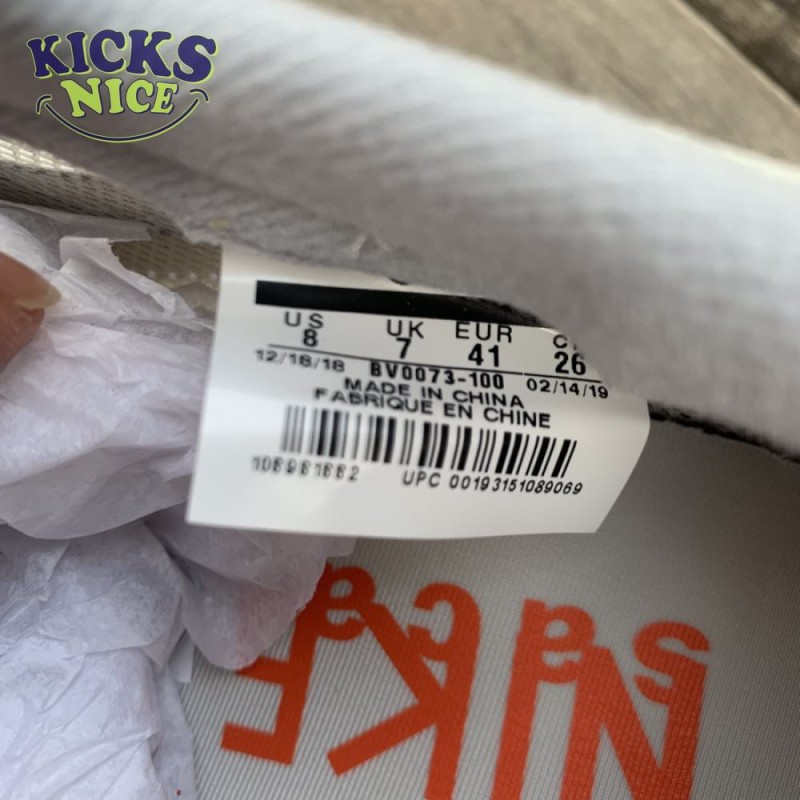 KICKS
NICE
US UK EUR C
8 7 41 26
12/18/18 BV0073-100 02/14/19
MADE IN CHINA
FABRIQUE EN CHINE
UPC 00193151089069
sacai
NIKE